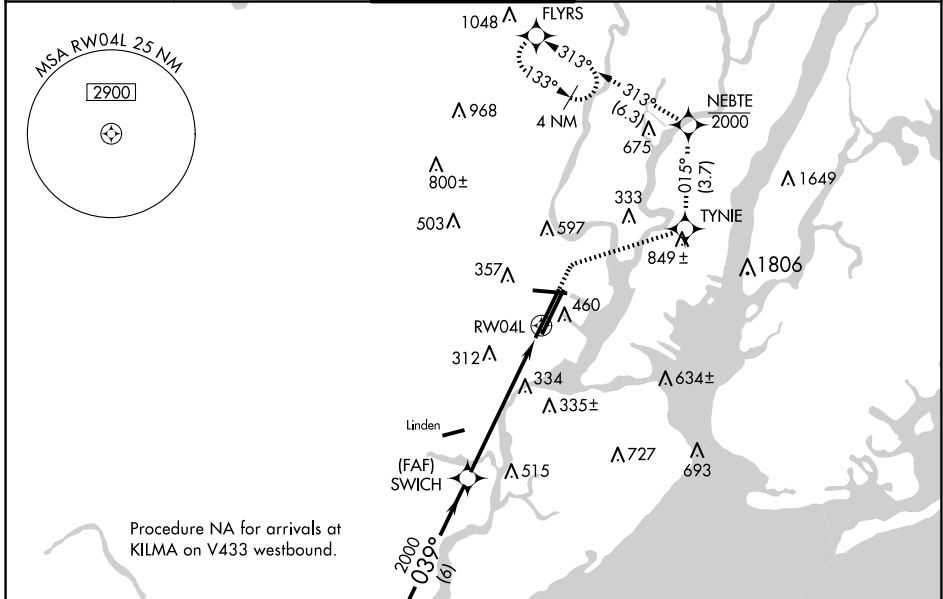 MSA RW04L 25 NM
2900
1048
FLYRS
313°
133°
4 NM
313°
(6.3)
NEBTE
2000
968
675
800±
015°
(3.7)
1649
333
TYNIE
503
597
849±
1806
357
460
RW04L
312
334
634±
335±
Linden
(FAF)
SWICH
515
727
693
Procedure NA for arrivals at
KILMA on V433 westbound.
2000
039°
(6)